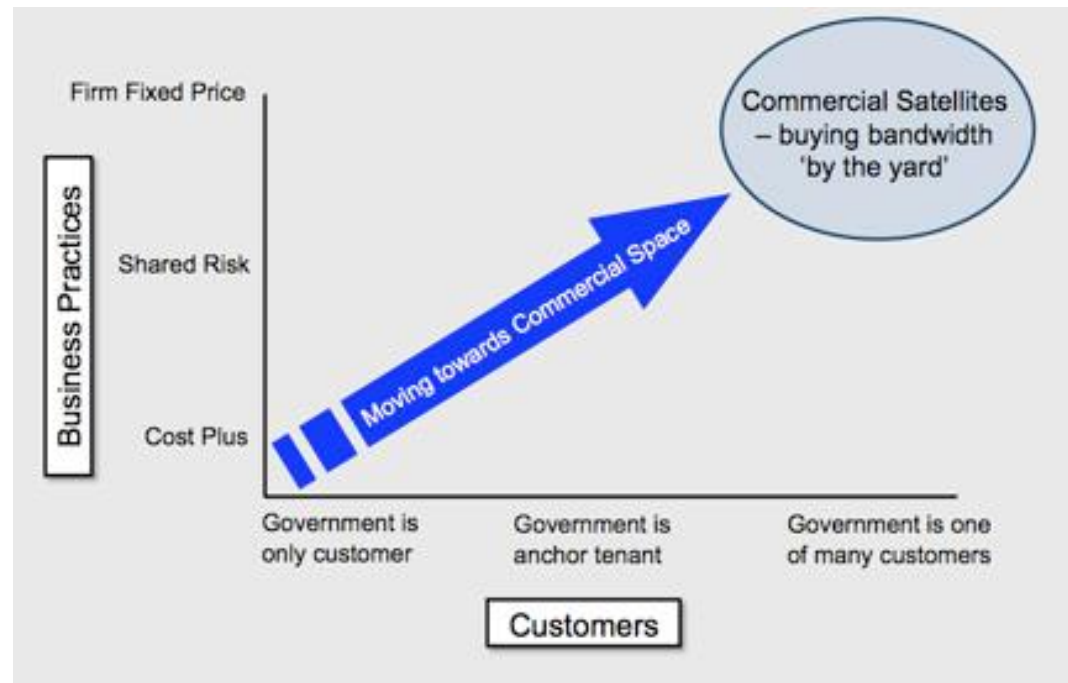 Firm Fixed Price
Commercial Satellites
– buying bandwidth
‘by the yard’
Business Practices
Shared Risk
Moving towards Commercial Space
Cost Plus
Government is
only customer
Government is
anchor tenant
Government is one
of many customers
Customers